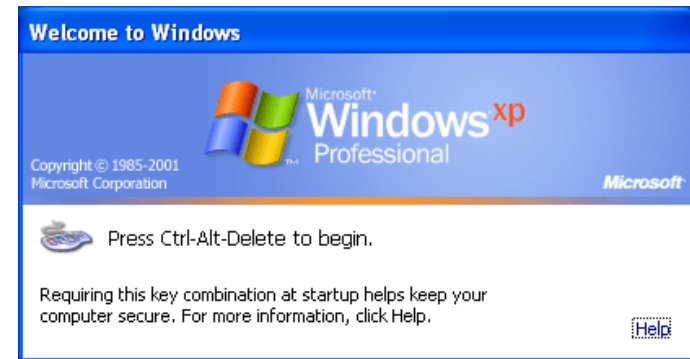 Welcome to Windows
Microsoft®
Windows xp
Professional
Copyright © 1985-2001
Microsoft Corporation
TM
Microsoft®
Press Ctrl-Alt-Delete to begin.
Requiring this key combination at startup helps keep your
computer secure. For more information, click Help.
Help